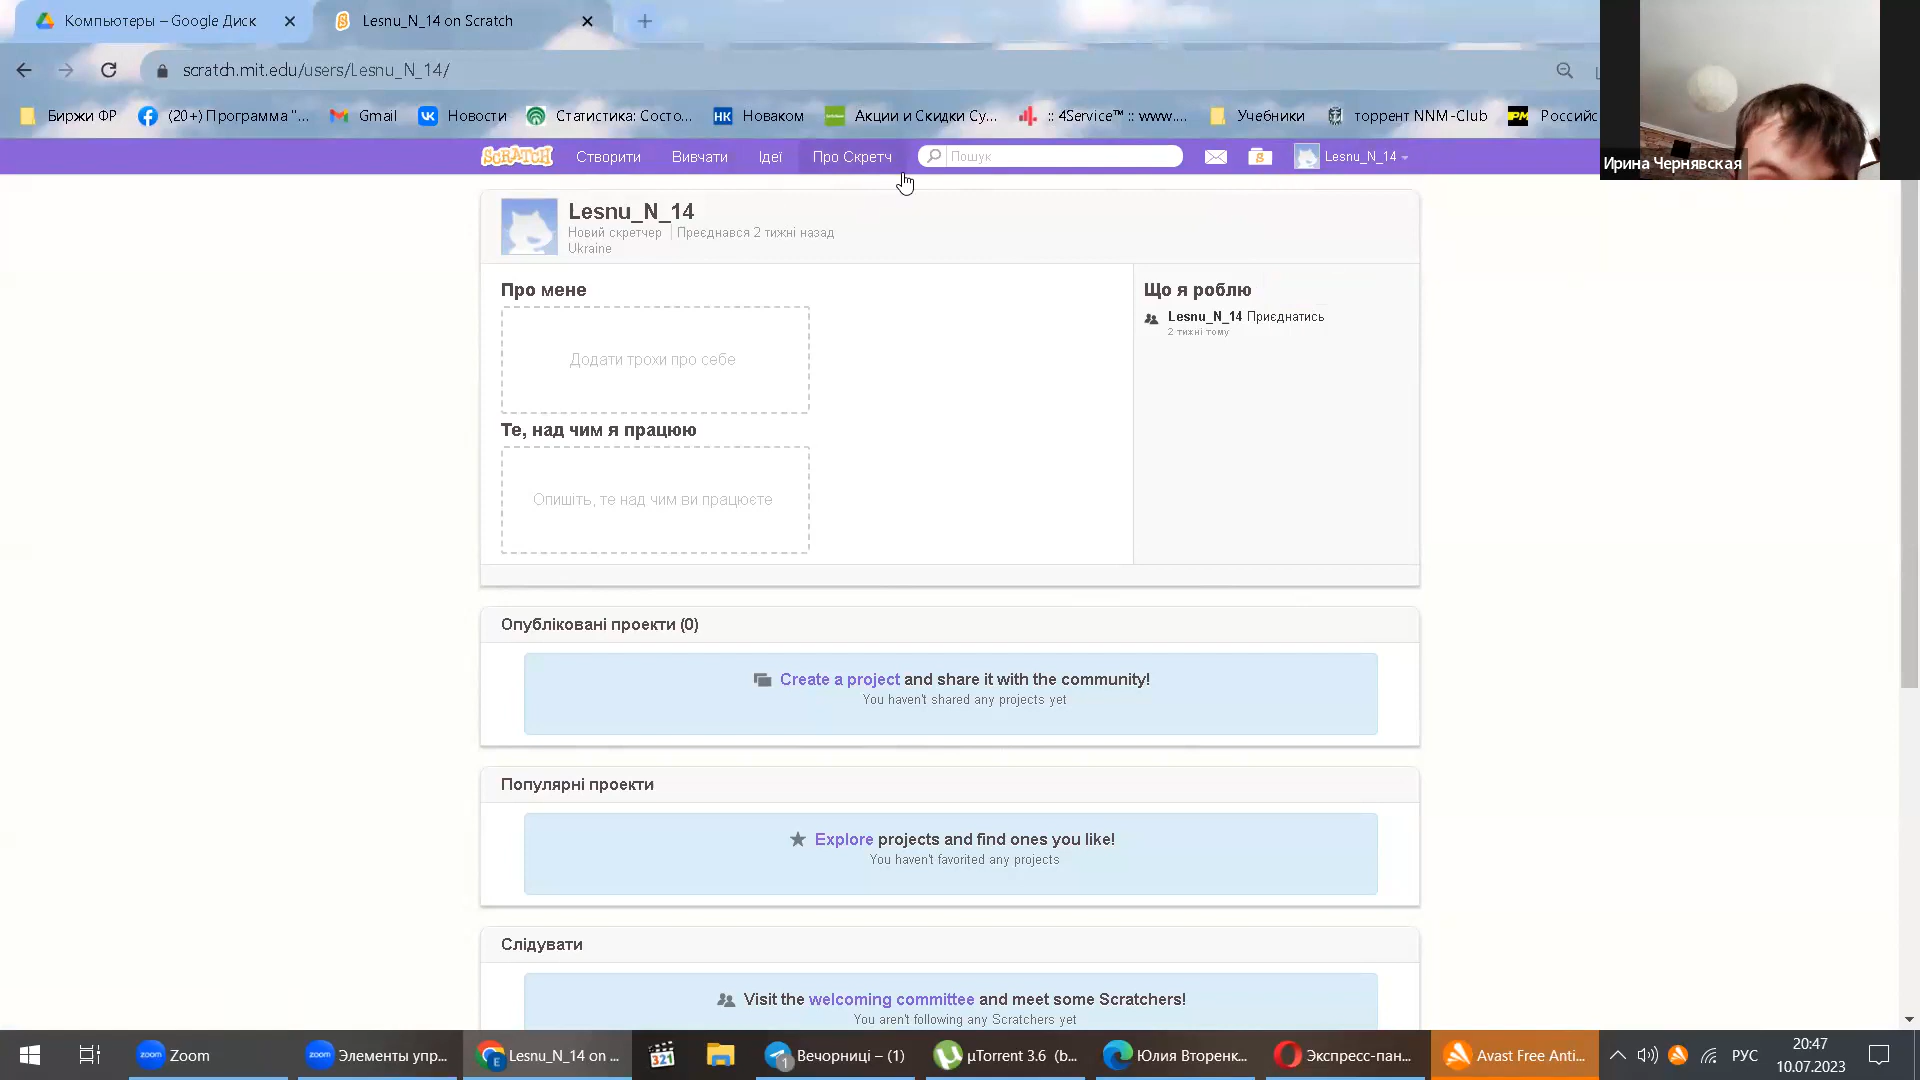 Компьютеры – Google Диск
Lesnu_N_14 on Scratch
scratch.mit.edu/users/Lesnu_N_14/
Биржи ФР
(20+) Программа "...
Gmail
Новости
Статистика: Состо...
НК
Новаком
Акции и Скидки Су...
:: 4Service™ :: www....
Учебники
торрент NNM-Club
Российс
Ирина Чернявская
SCRATCH
Створити
Вивчати
Ідеї
Про Скретч
Пошук
Lesnu_N_14
Lesnu_N_14
Новий скретчер
Преєднався 2 тижні назад
Ukraine
Про мене
Додати трохи про себе
Те, над чим я працюю
Опишіть, те над чим ви працюєте
Що я роблю
Lesnu_N_14 Приєднатись
2 тижні тому
Опубліковані проекти (0)
Create a project and share it with the community!
You haven't shared any projects yet
Популярні проекти
Explore projects and find ones you like!
You haven't favorited any projects
Слідувати
Visit the welcoming committee and meet some Scratchers!
You aren't following any Scratchers yet
zoom
Zoom
zoom
Элементы упр...
Lesnu_N_14 on ...
321
Вечорниці – (1)
µTorrent 3.6 (b...
Юлия Вторенк...
Экспресс-пан...
Avast Free Anti...
РУС
20:47
10.07.2023